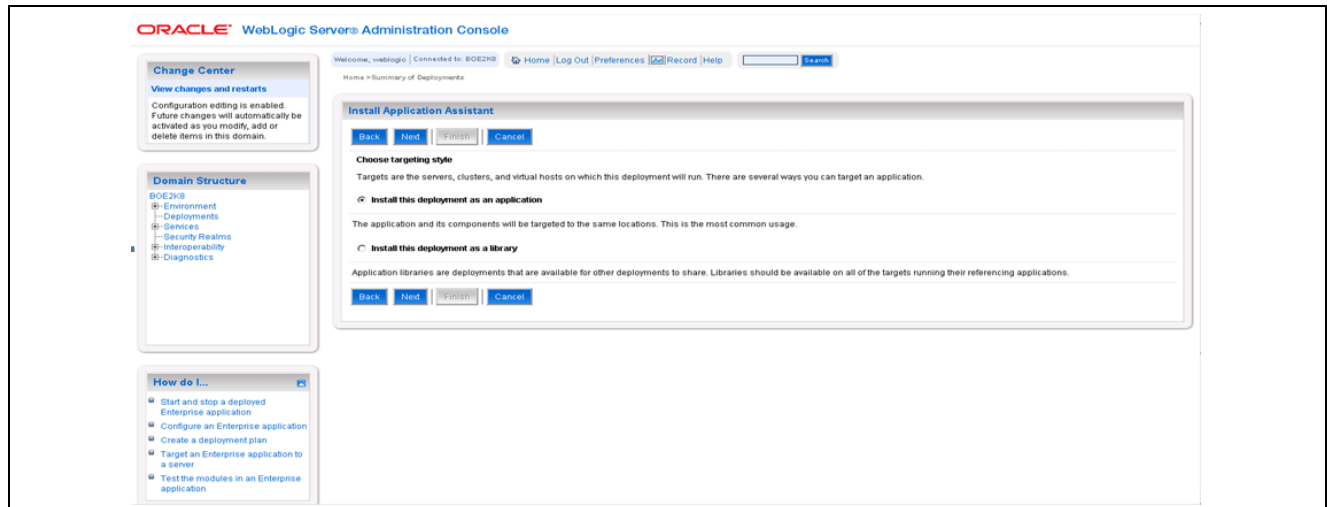 ORACLE® WebLogic Server® Administration Console
Change Center
View changes and restarts
Configuration editing is enabled.
Future changes will automatically be
activated as you modify, add or
delete items in this domain.
Domain Structure
BOE2K8
Environment
Deployments
Services
Security Realms
Interoperability
Diagnostics
How do I...
Start and stop a deployed
Enterprise application
Configure an Enterprise application
Create a deployment plan
Target an Enterprise application to
a server
Test the modules in an Enterprise
application
Welcome, weblogic | Connected to: BOE2K8 Home | Log Out | Preferences | Record | Help Search
Home > Summary of Deployments
Install Application Assistant
Back Next Finish Cancel
Choose targeting style
Targets are the servers, clusters, and virtual hosts on which this deployment will run. There are several ways you can target an application.
Install this deployment as an application
The application and its components will be targeted to the same locations. This is the most common usage.
Install this deployment as a library
Application libraries are deployments that are available for other deployments to share. Libraries should be available on all of the targets running their referencing applications.
Back Next Finish Cancel